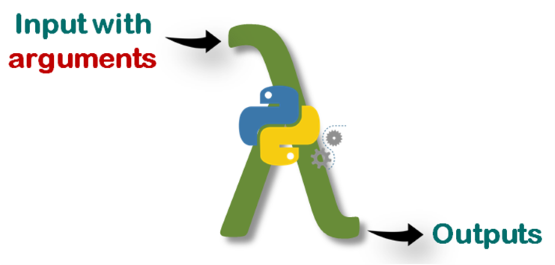 Input with
arguments
λ
Outputs